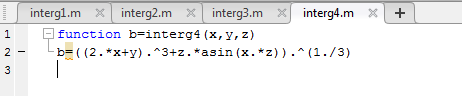 interg1.m × interg2.m × interg3.m × interg4.m × +
1 function b=interg4(x,y,z)
2 – b=((2.*x+y).^3+z.*asin(x.*z)).^(1./3)
3